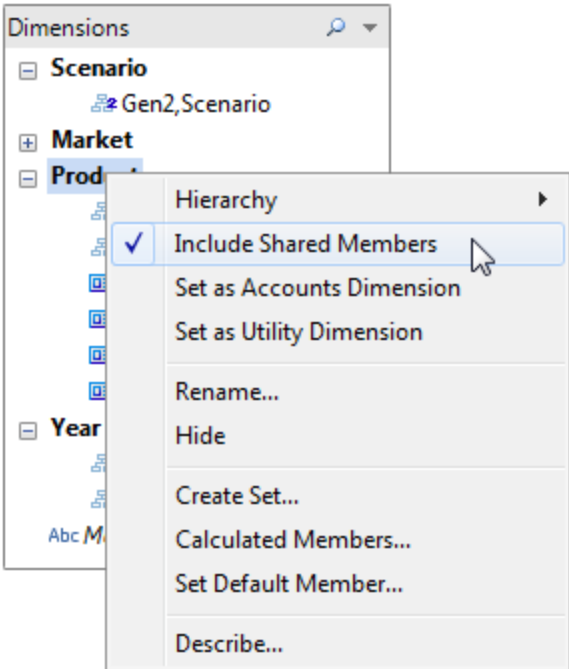 Dimensions
Scenario
Gen2,Scenario
Market
Hierarchy
Include Shared Members
Set as Accounts Dimension
Set as Utility Dimension
Rename...
Year
Hide
Create Set...
Abc
Calculated Members...
Set Default Member...
Describe...